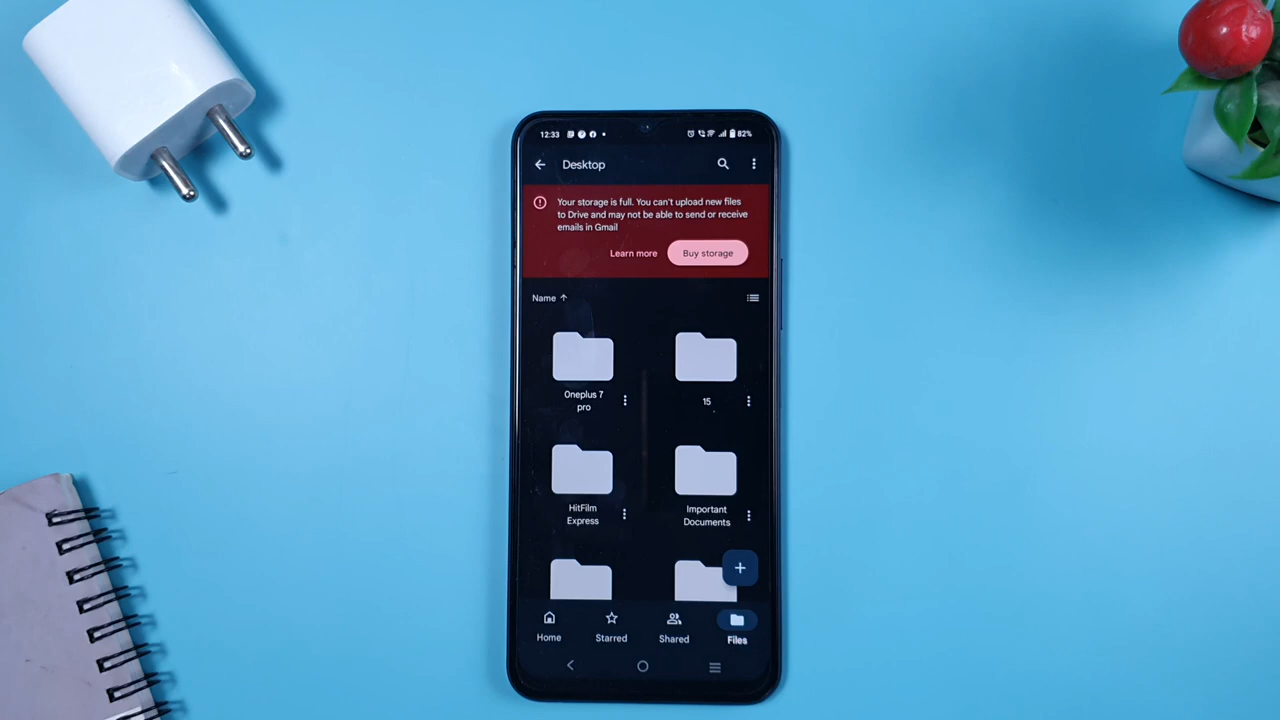 12:33
82%
Desktop
Your storage is full. You can't upload new files
to Drive and may not be able to send or receive
emails in Gmail
Learn more
Buy storage
Name
Oneplus 7
pro
15
HitFilm
Express
Important
Documents
Home
Starred
Shared
Files